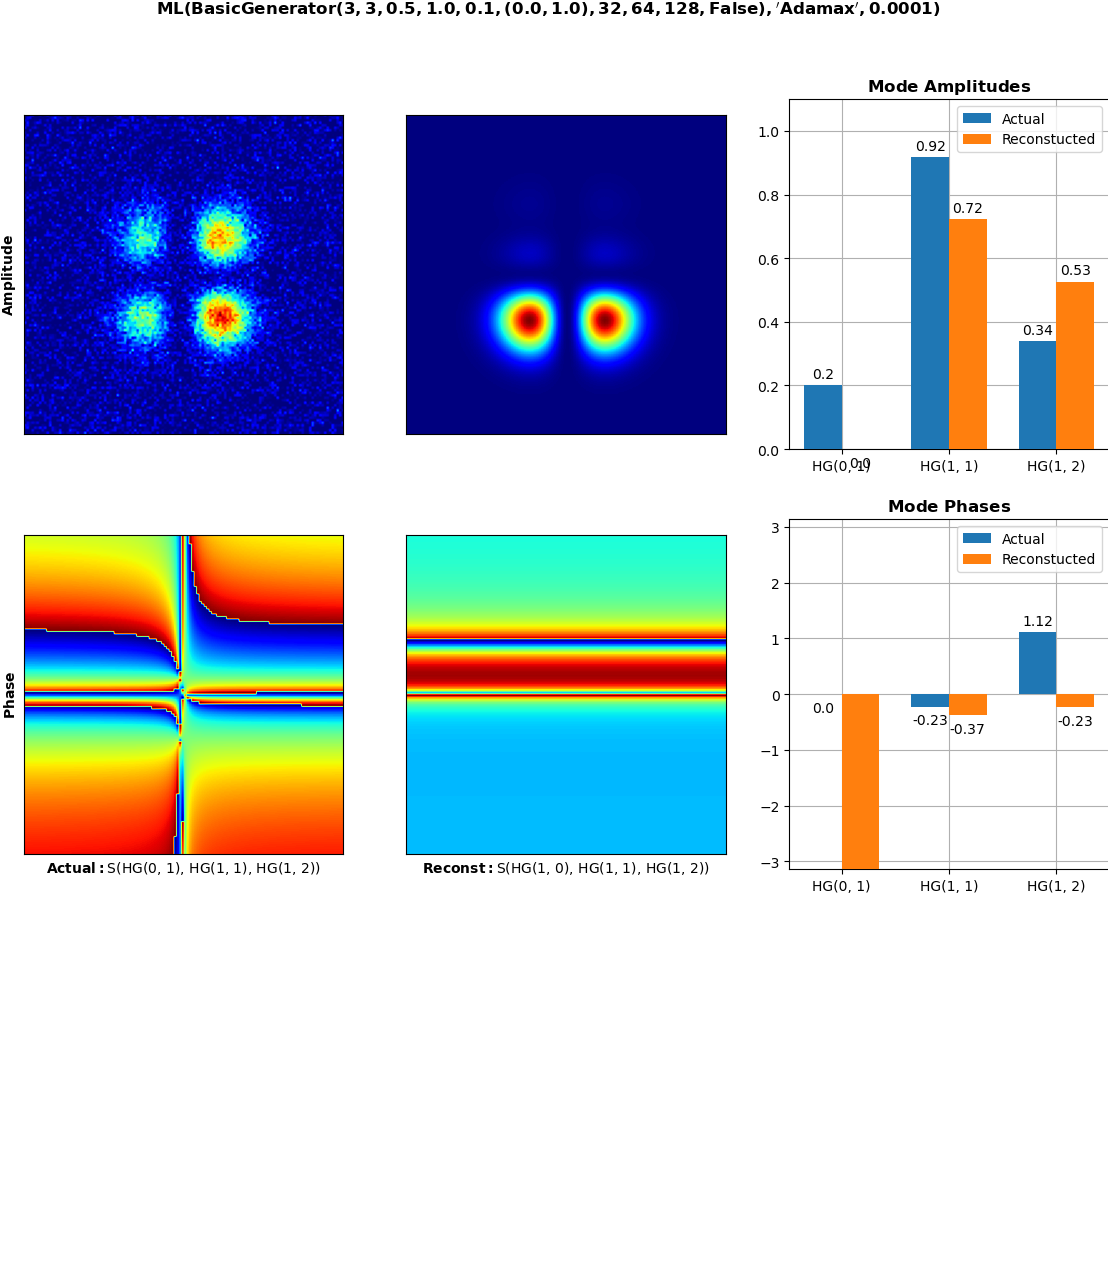 ML(BasicGenerator(3, 3, 0.5, 1.0, 0.1, (0.0, 1.0), 32, 64, 128, False), ′Adamax′, 0.0001)
Amplitude
Mode Amplitudes
Actual
Reconstucted
1.0
0.8
0.6
0.4
0.2
0.0
0.2
0.0
0.92
0.72
0.34
0.53
HG(0, 1)
HG(1, 1)
HG(1, 2)
Phase
Actual: S(HG(0, 1), HG(1, 1), HG(1, 2))
Reconst: S(HG(1, 0), HG(1, 1), HG(1, 2))
Mode Phases
Actual
Reconstucted
3
2
1
0
−1
−2
−3
0.0
-0.23
-0.37
1.12
-0.23
HG(0, 1)
HG(1, 1)
HG(1, 2)